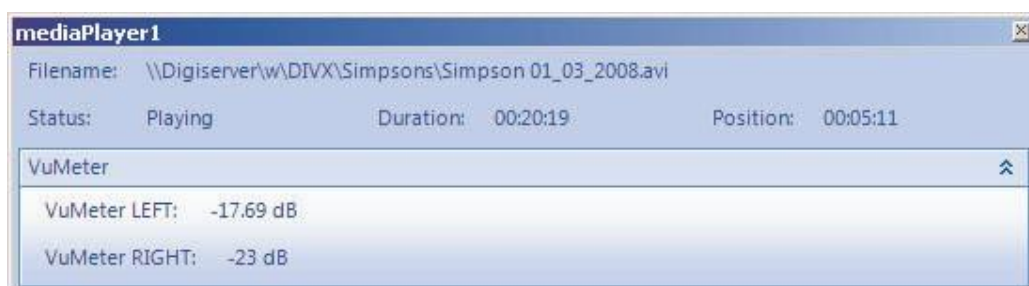 mediaPlayer1
Filename: \\Digiserver\w\DIVX\Simpsons\Simpson 01_03_2008.avi
Status: Playing Duration: 00:20:19 Position: 00:05:11
VuMeter
VuMeter LEFT: -17.69 dB
VuMeter RIGHT: -23 dB